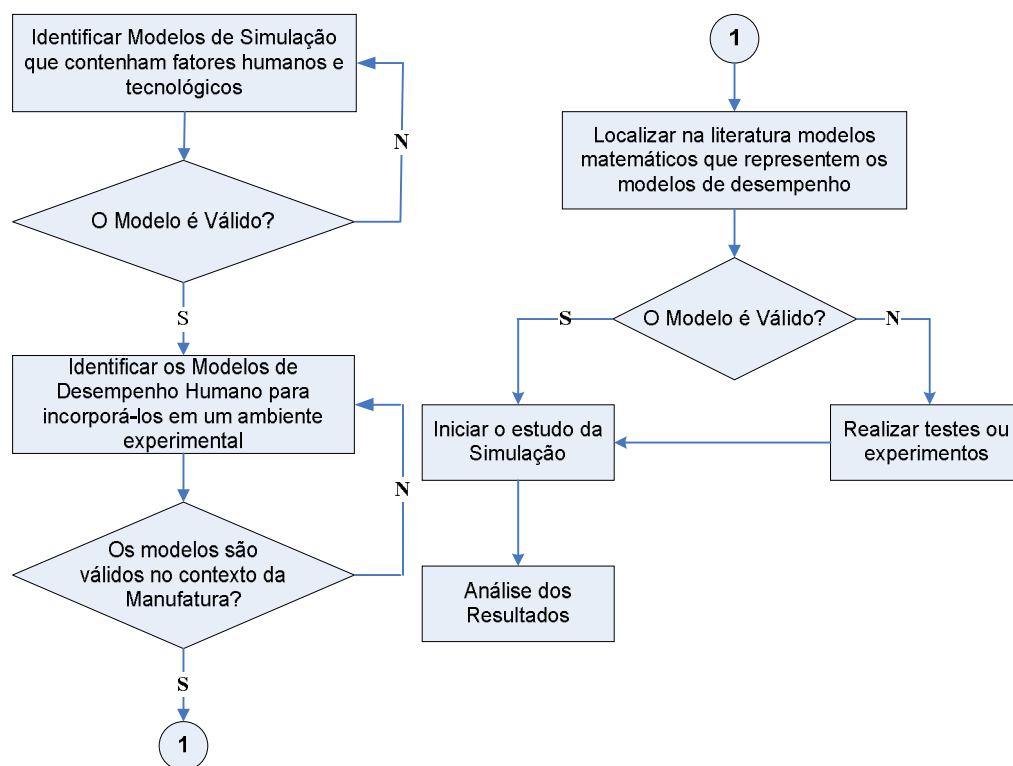 Identificar Modelos de Simulação
que contenham fatores humanos e
tecnológicos
N
O Modelo é Válido?
S
Identificar os Modelos de
Desempenho Humano para
incorporá-los em um ambiente
experimental
N
Os modelos são
válidos no contexto da
Manufatura?
S
1
1
Localizar na literatura modelos
matemáticos que representem os
modelos de desempenho
O Modelo é Válido?
S
N
Iniciar o estudo da
Simulação
Realizar testes ou
experimentos
Análise dos
Resultados